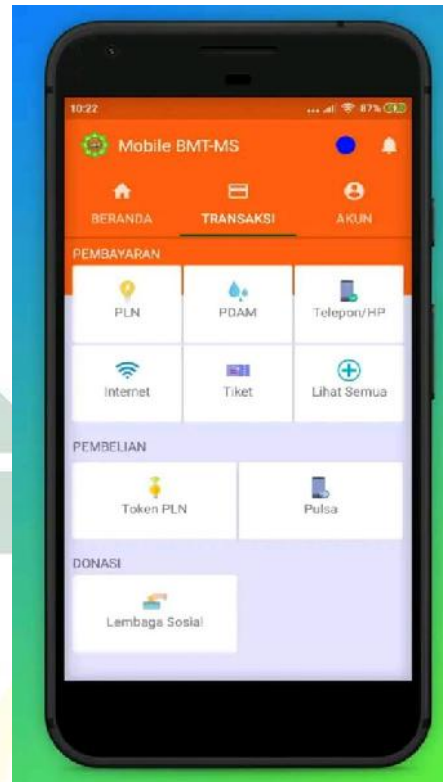 10:22 ... 87%
Mobile BMT-MS
BERANDA TRANSAKSI AKUN
PEMBAYARAN
PLN PDAM Telepon/HP
Internet Tiket Lihat Semua
PEMBELIAN
Token PLN Pulsa
DONASI
Lembaga Sosial